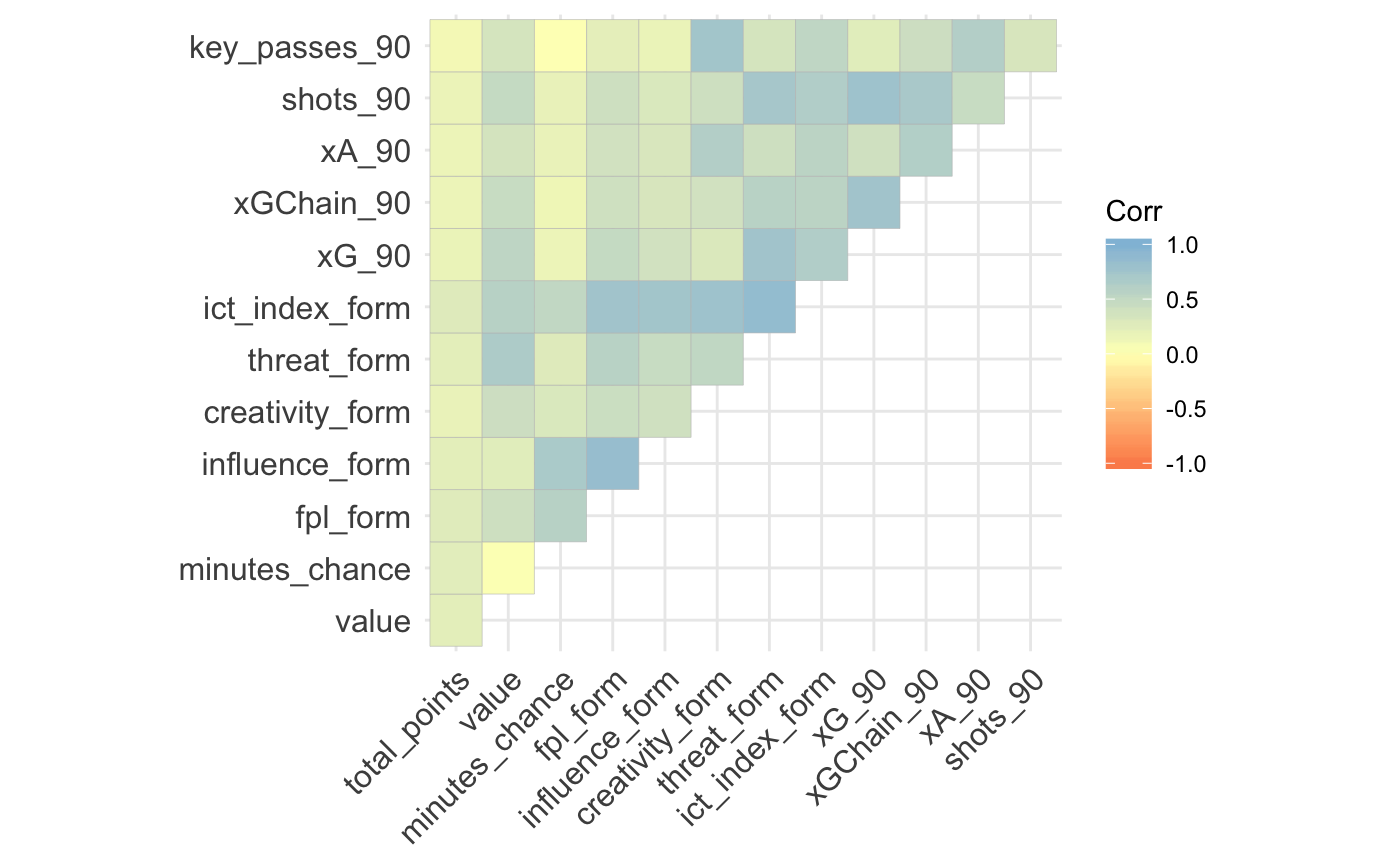 key_passes_90
shots_90
xA_90
xGChain_90
xG_90
ict_index_form
threat_form
creativity_form
influence_form
fpl_form
minutes_chance
value
total_points
value
minutes_chance
fpl_form
influence_form
creativity_form
threat_form
ict_index_form
xG_90
xGChain_90
xA_90
shots_90
Corr
1.0
0.5
0.0
-0.5
-1.0